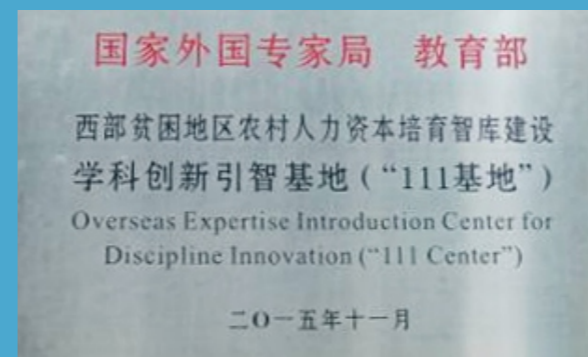 国家外国专家局 教育部
西部贫困地区农村人力资本培育智库建设
学科创新引智基地(“111基地”)
Overseas Expertise Introduction Center for
Discipline Innovation (“111 Center”)
二O一五年十一月